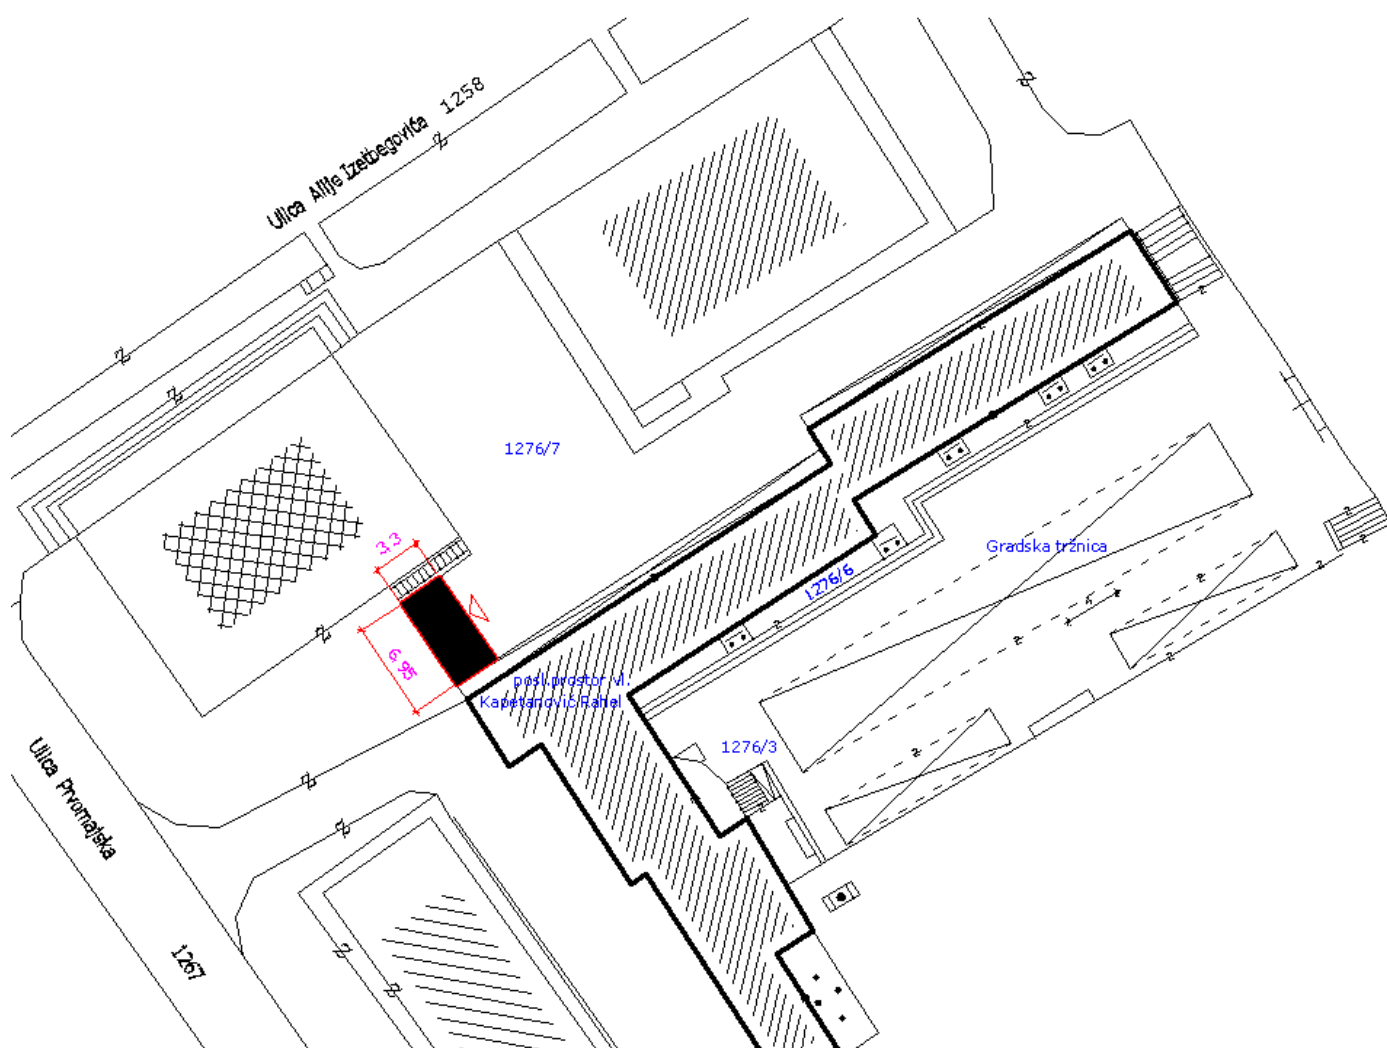 Ulica Alije Izetbegovića 1258
1276/7
3,3
6.95
Gradska tržnica
1276/6
posl.prostor vl.
Kapetanović Rahel
1276/3
Ulica Prvomajska
1267